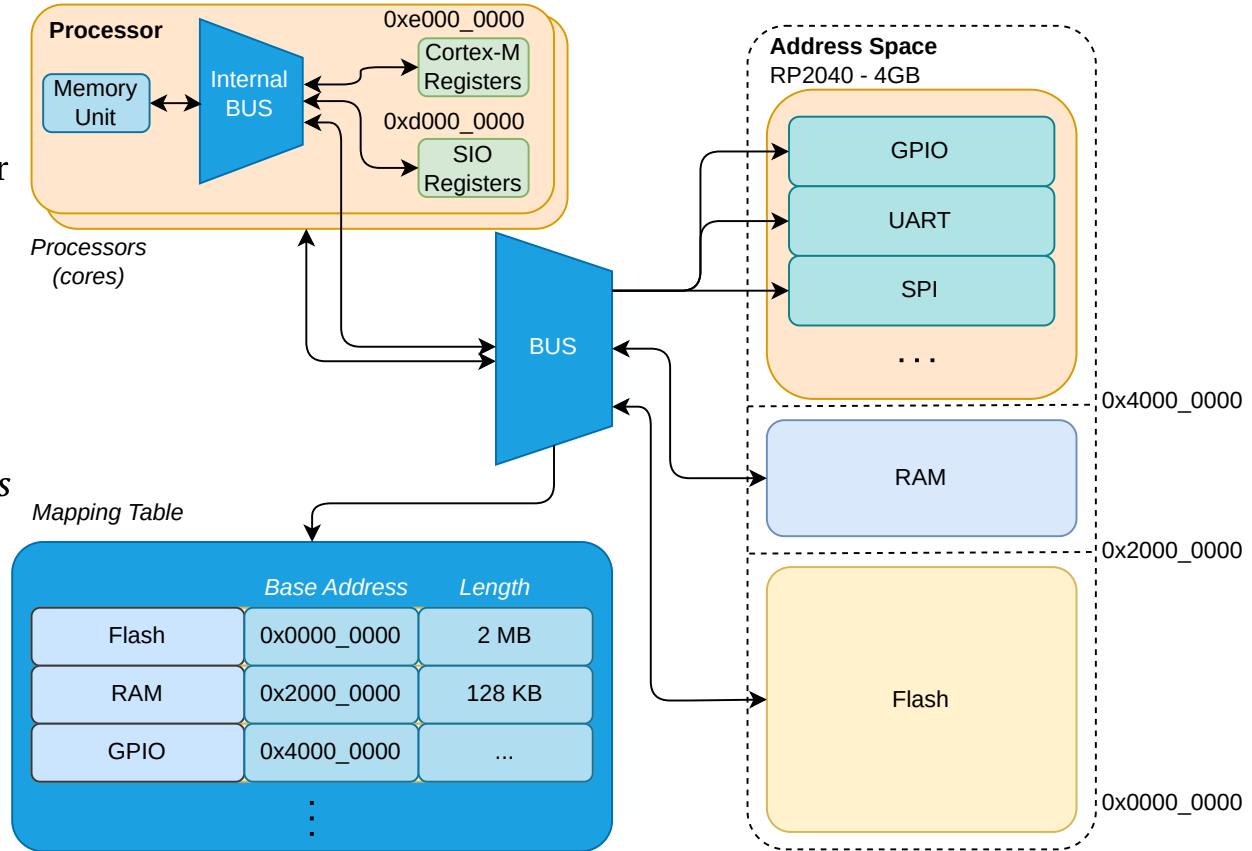 Processor
Memory
Unit
Internal
BUS
0xe000_0000
Cortex-M
Registers
0xd000_0000
SIO
Registers
r
Processors
(cores)
BUS
s
Mapping Table
Base Address Length
Flash 0x0000_0000 2 MB
RAM 0x2000_0000 128 KB
GPIO 0x4000_0000 ...
⋮
Address Space
RP2040 - 4GB
GPIO
UART
SPI
...
0x4000_0000
RAM
0x2000_0000
Flash
0x0000_0000